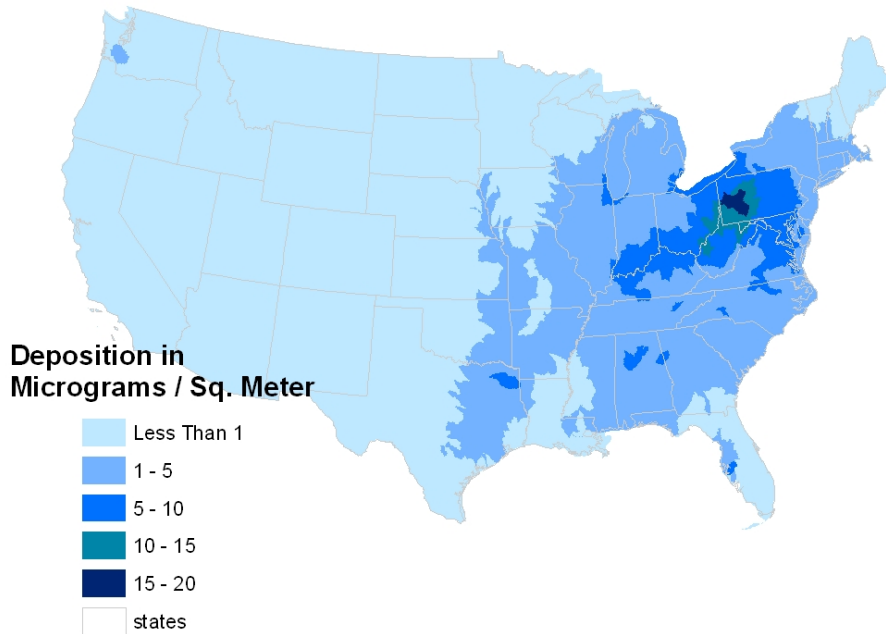 Deposition in
Micrograms / Sq. Meter
Less Than 1
1 - 5
5 - 10
10 - 15
15 - 20
states